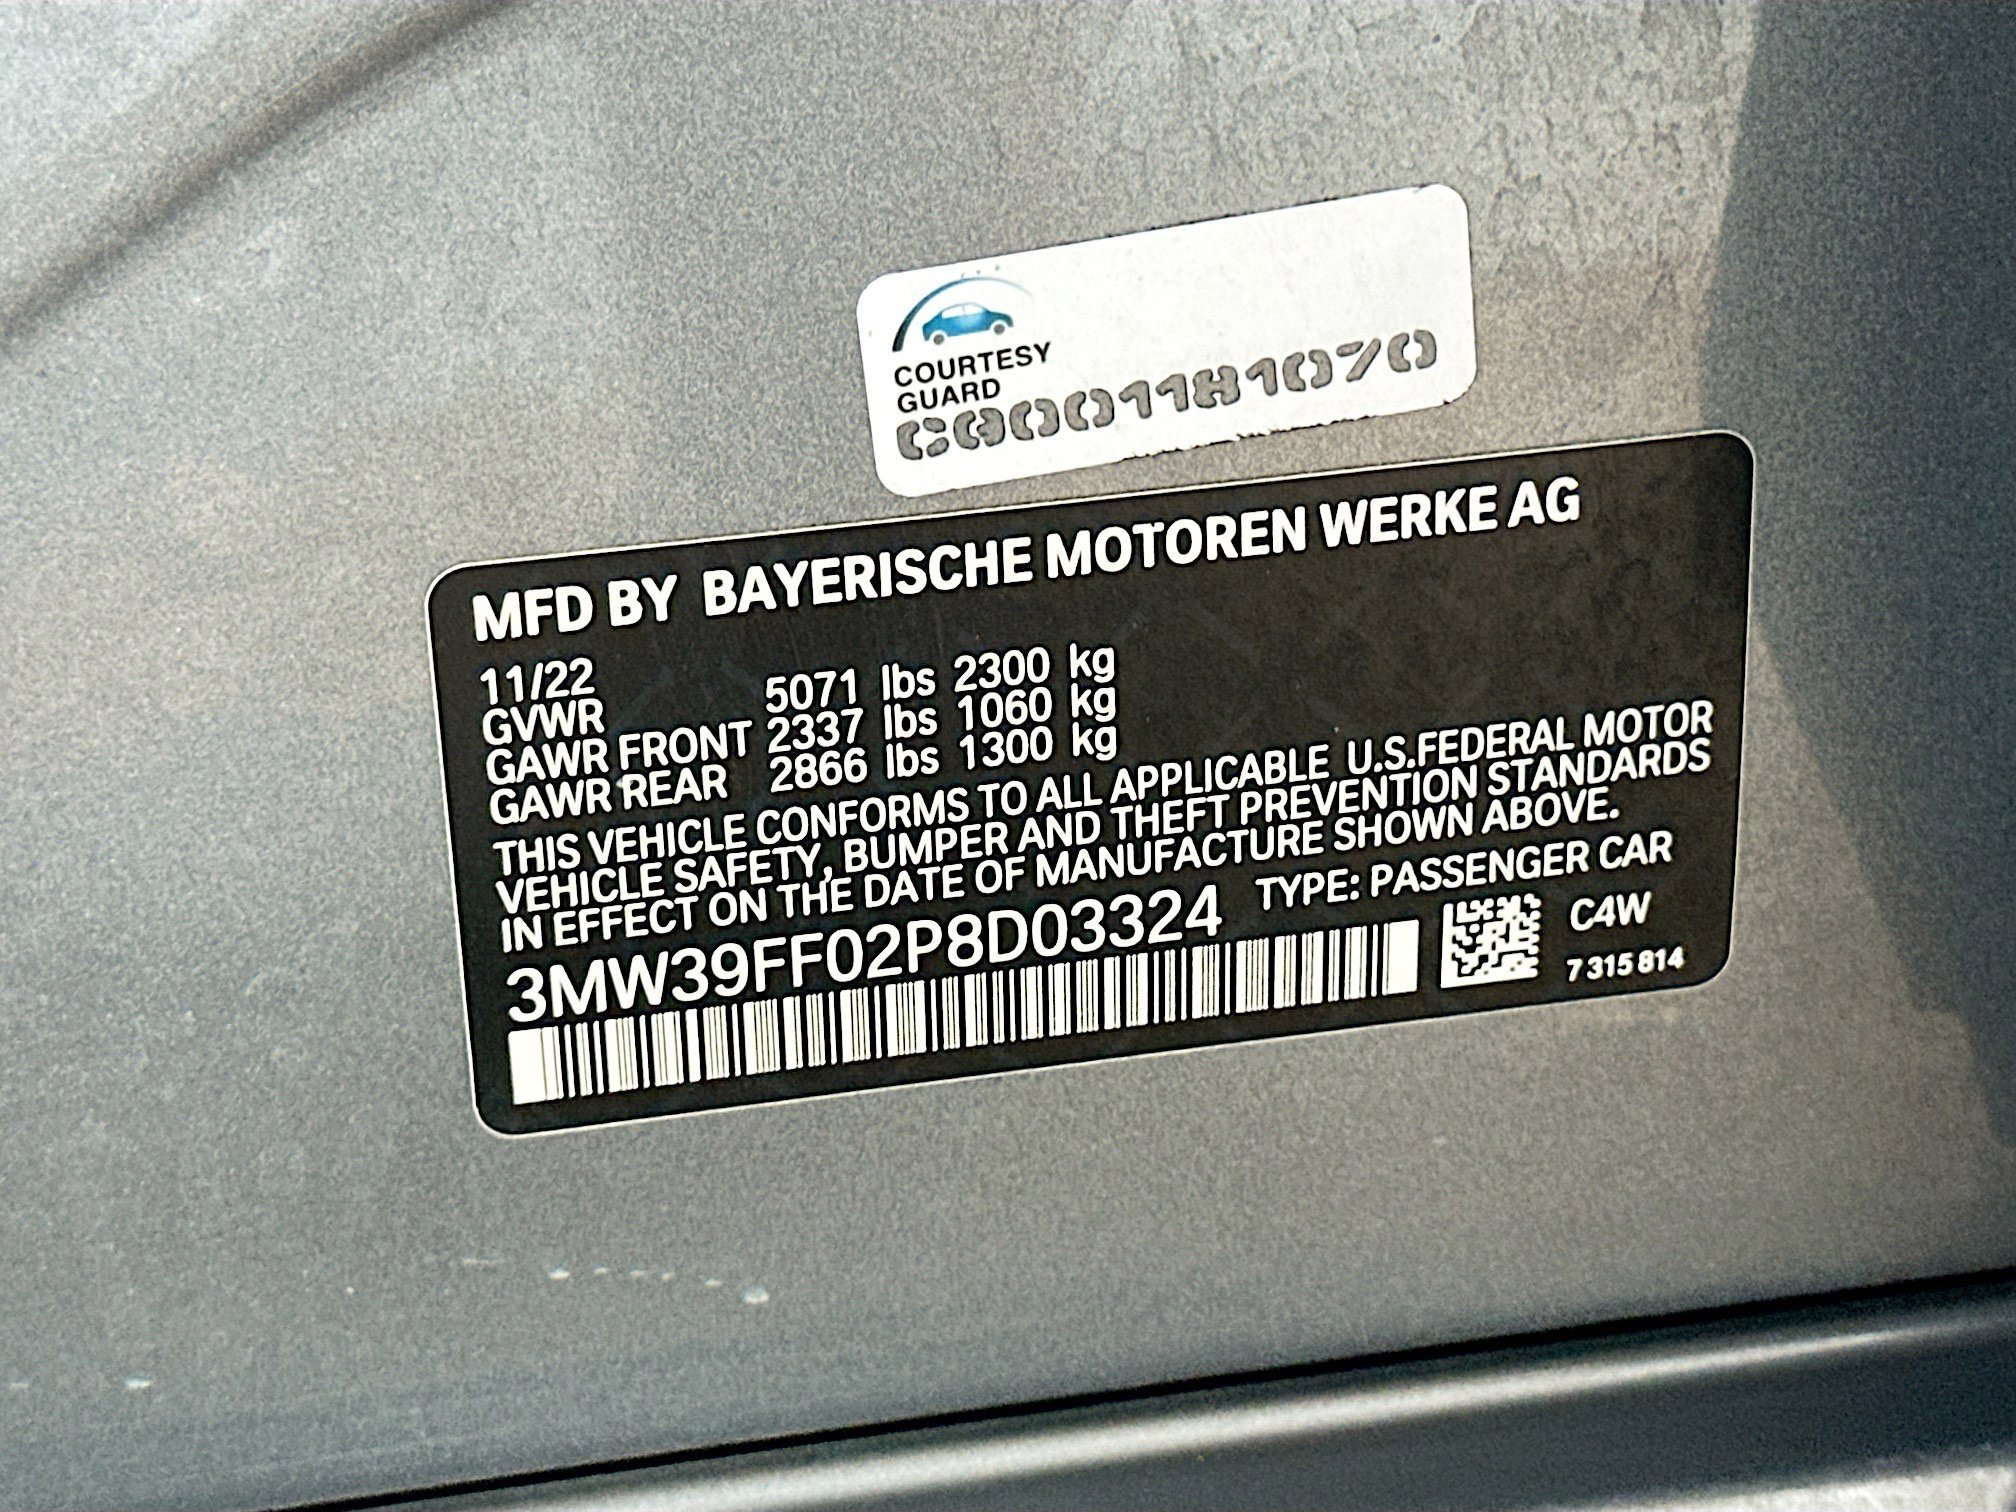 COURTESY
GUARD
CG001181070
MFD BY BAYERISCHE MOTOREN WERKE AG
11/22
GVWR 5071 lbs 2300 kg
GAWR FRONT 2337 lbs 1060 kg
GAWR REAR 2866 lbs 1300 kg
THIS VEHICLE CONFORMS TO ALL APPLICABLE U.S.FEDERAL MOTOR
VEHICLE SAFETY, BUMPER AND THEFT PREVENTION STANDARDS
IN EFFECT ON THE DATE OF MANUFACTURE SHOWN ABOVE.
3MW39FF02P8D03324 TYPE: PASSENGER CAR
C4W
7 315 814